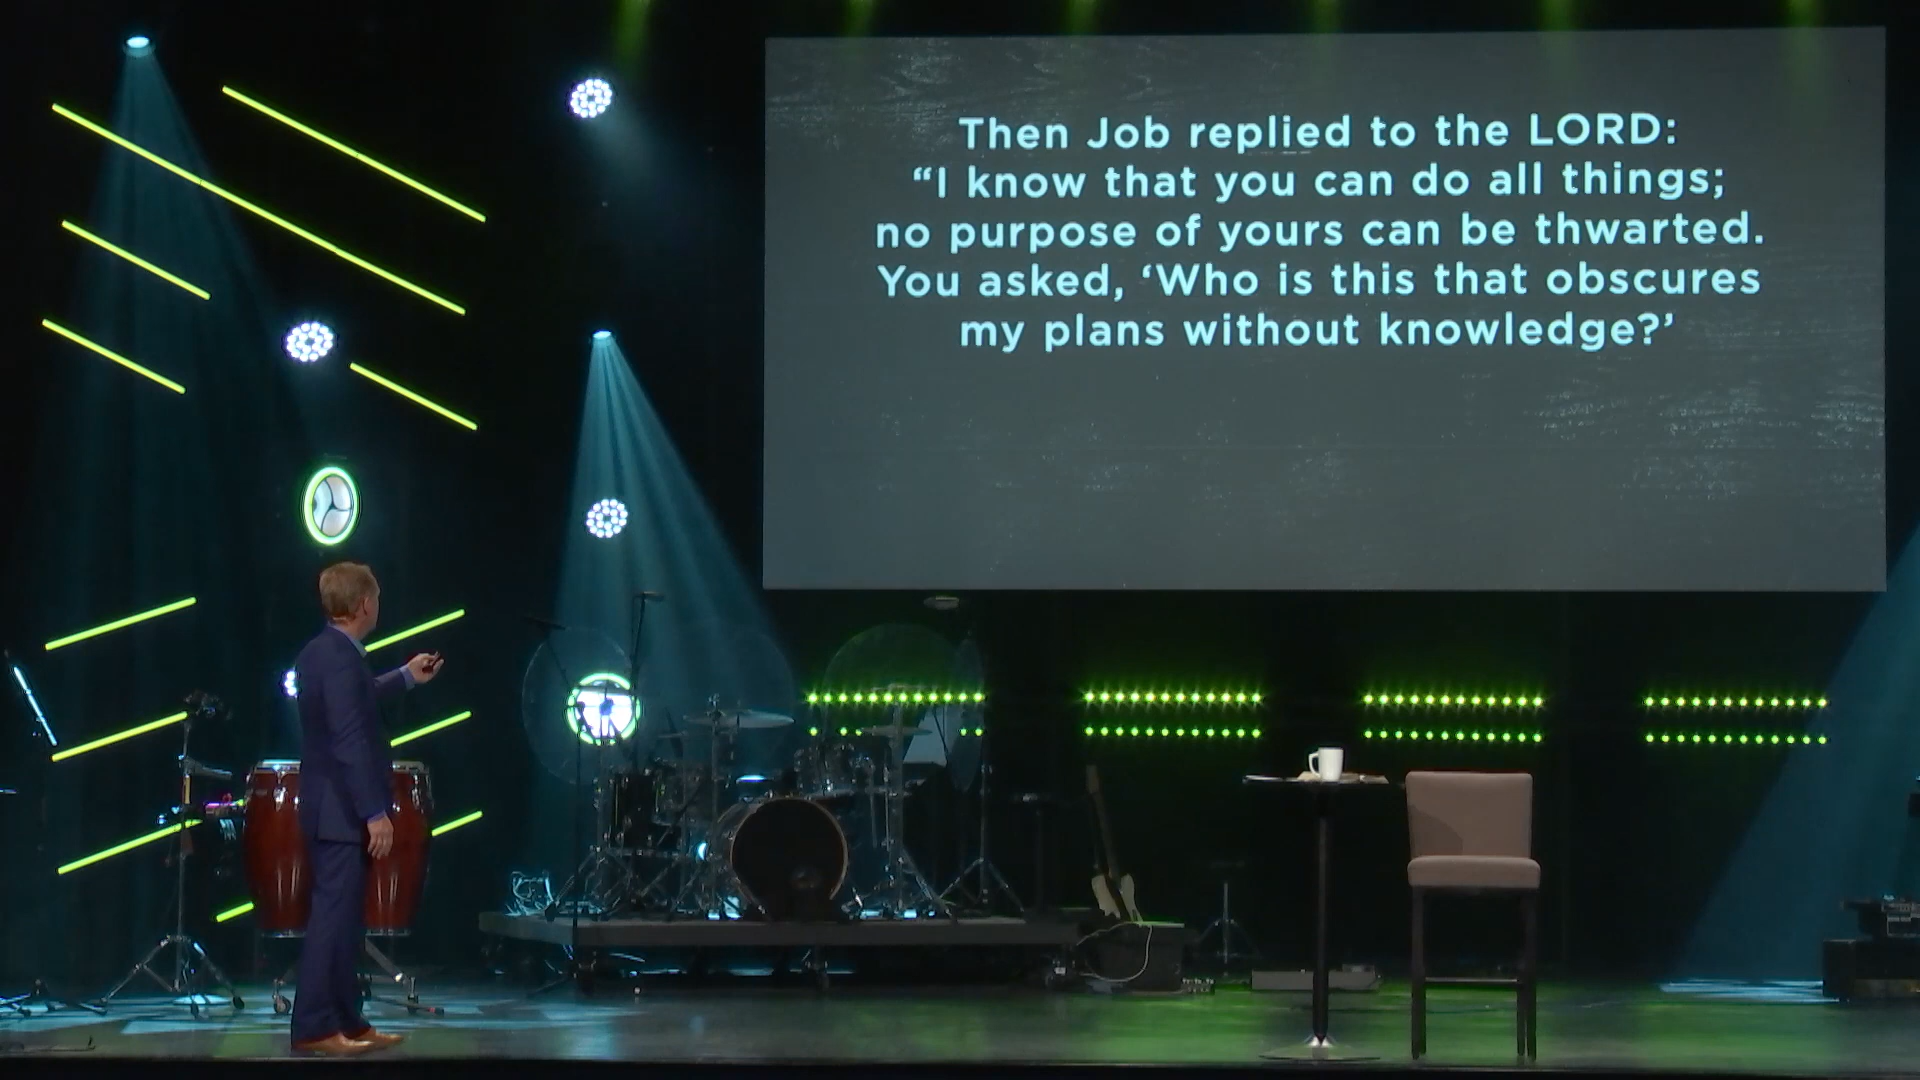 Then Job replied to the LORD:
“I know that you can do all things;
no purpose of yours can be thwarted.
You asked, ‘Who is this that obscures
my plans without knowledge?’